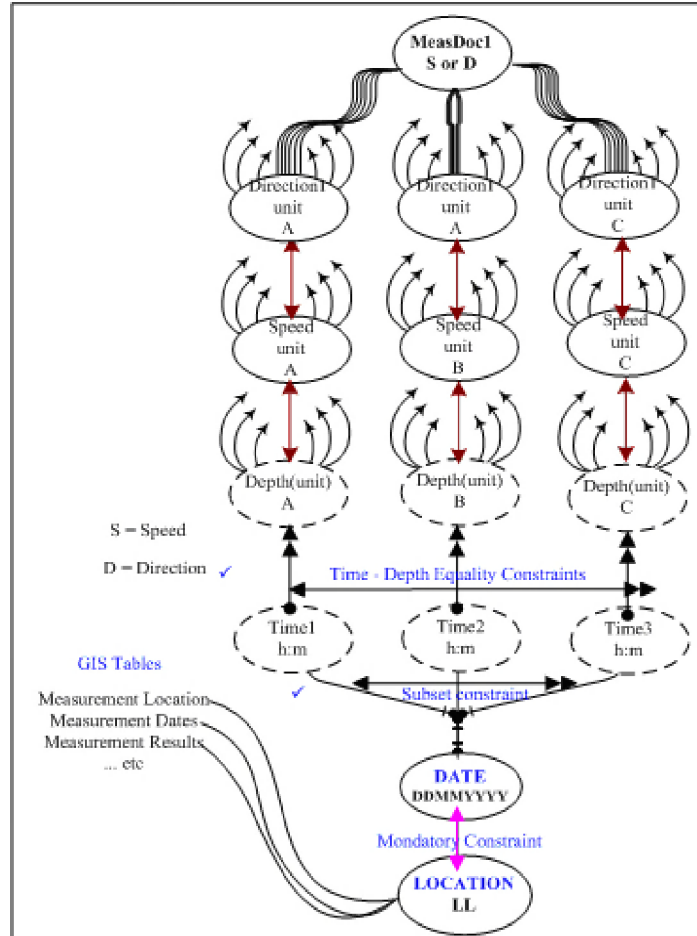 MeasDoc1
S or D
Direction1
unit
A
Direction1
unit
A
Direction1
unit
C
Speed
unit
A
Speed
unit
B
Speed
unit
C
Depth(unit)
A
Depth(unit)
B
Depth(unit)
C
S = Speed
D = Direction ✓
Time - Depth Equality Constraints
Time1
h:m
Time2
h:m
Time3
h:m
GIS Tables
✓ Subset constraint
Measurement Location
Measurement Dates
Measurement Results
... etc
DATE
DDMMYYYY
Mondatory Constraint
LOCATION
LL